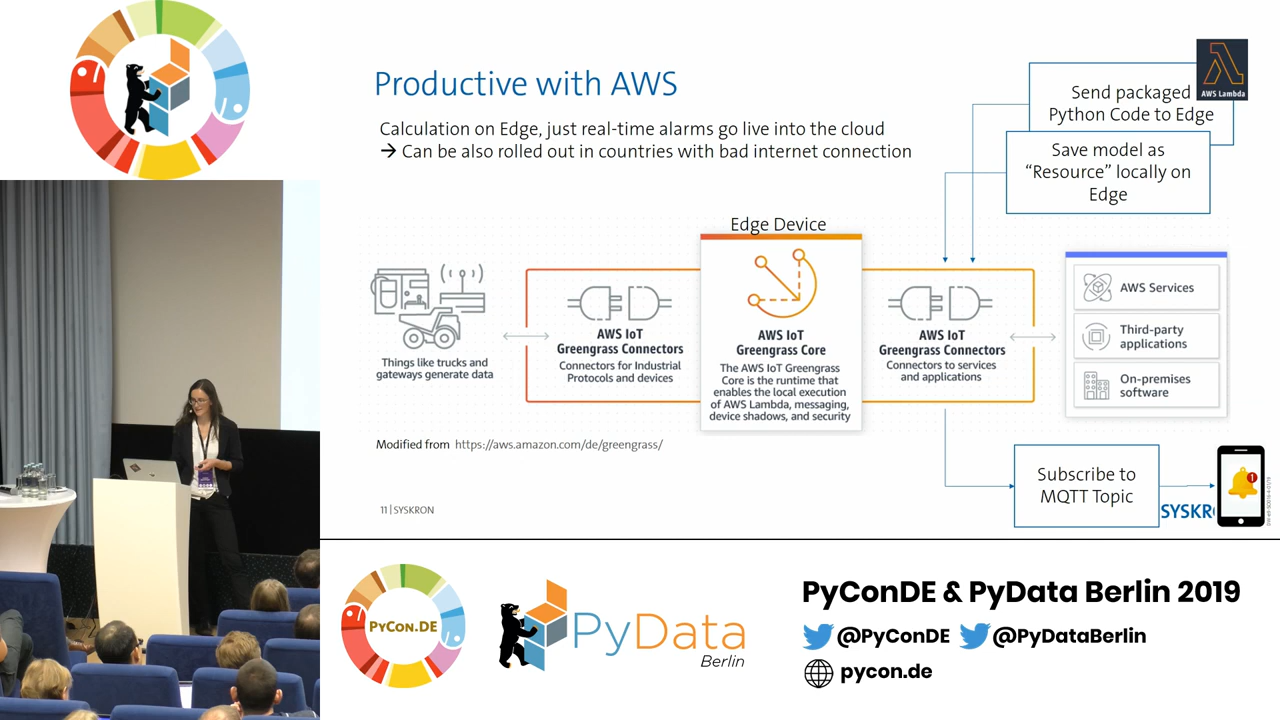 Productive with AWS
Calculation on Edge, just real-time alarms go live into the cloud
→ Can be also rolled out in countries with bad internet connection
Send packaged
Python Code to Edge
AWS Lambda
Save model as
“Resource” locally on
Edge
Edge Device
Things like trucks and
gateways generate data
AWS IoT
Greengrass Connectors
Connectors for Industrial
Protocols and devices
AWS IoT
Greengrass Core
The AWS IoT Greengrass
Core is the runtime that
enables the local execution
of AWS Lambda, messaging,
device shadows, and security
AWS IoT
Greengrass Connectors
Connectors to services
and applications
AWS Services
Third-party
applications
On-premises
software
Modified from https://aws.amazon.com/de/greengrass/
Subscribe to
MQTT Topic
1
SYSKR
11 | SYSKRON
PyCon.DE
PyData
Berlin
PyConDE & PyData Berlin 2019
@PyConDE @PyDataBerlin
pycon.de